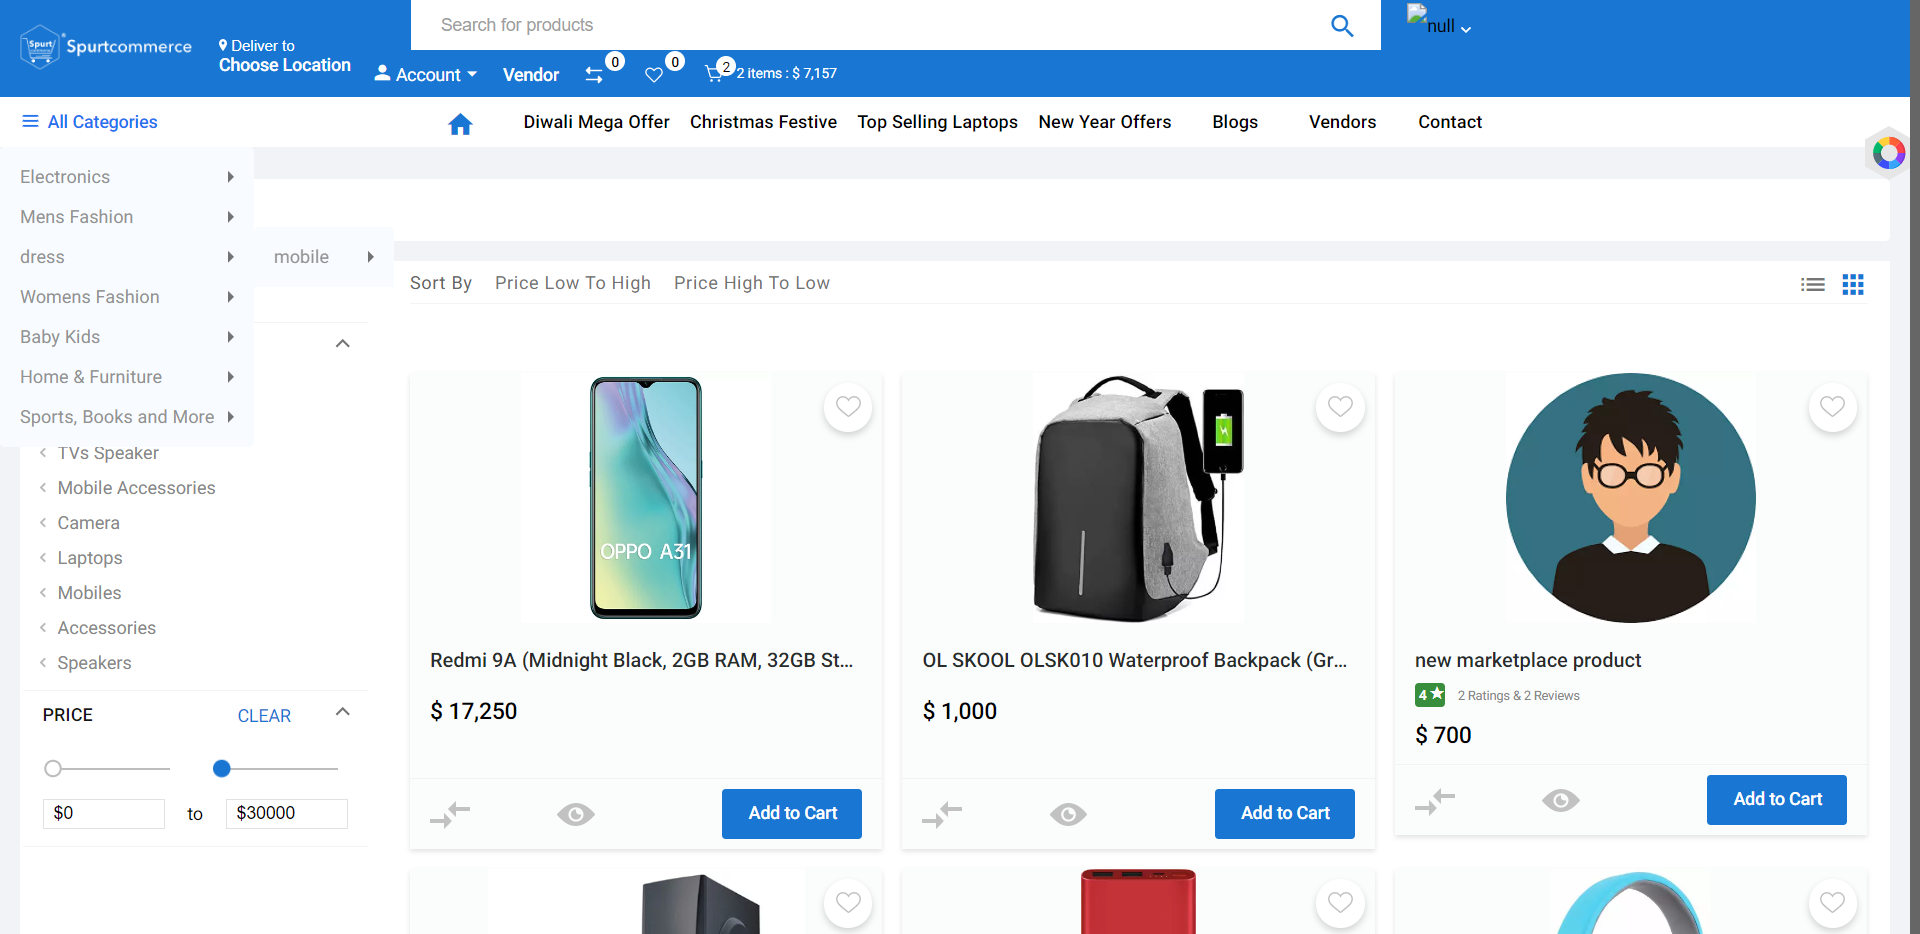 Spurt
Spurtcommerce
Deliver to
Choose Location
Search for products
null
Account
Vendor
0
0
2
2 items : $ 7,157
All Categories
Diwali Mega Offer
Christmas Festive
Top Selling Laptops
New Year Offers
Blogs
Vendors
Contact
Electronics
Mens Fashion
dress
mobile
Womens Fashion
Baby Kids
Home & Furniture
Sports, Books and More
TVs Speaker
Mobile Accessories
Camera
Laptops
Mobiles
Accessories
Speakers
PRICE
CLEAR
$0
to
$30000
Sort By
Price Low To High
Price High To Low
OPPO A31
Redmi 9A (Midnight Black, 2GB RAM, 32GB St...
$ 17,250
Add to Cart
OL SKOOL OLSK010 Waterproof Backpack (Gr...
$ 1,000
Add to Cart
new marketplace product
4
2 Ratings & 2 Reviews
$ 700
Add to Cart